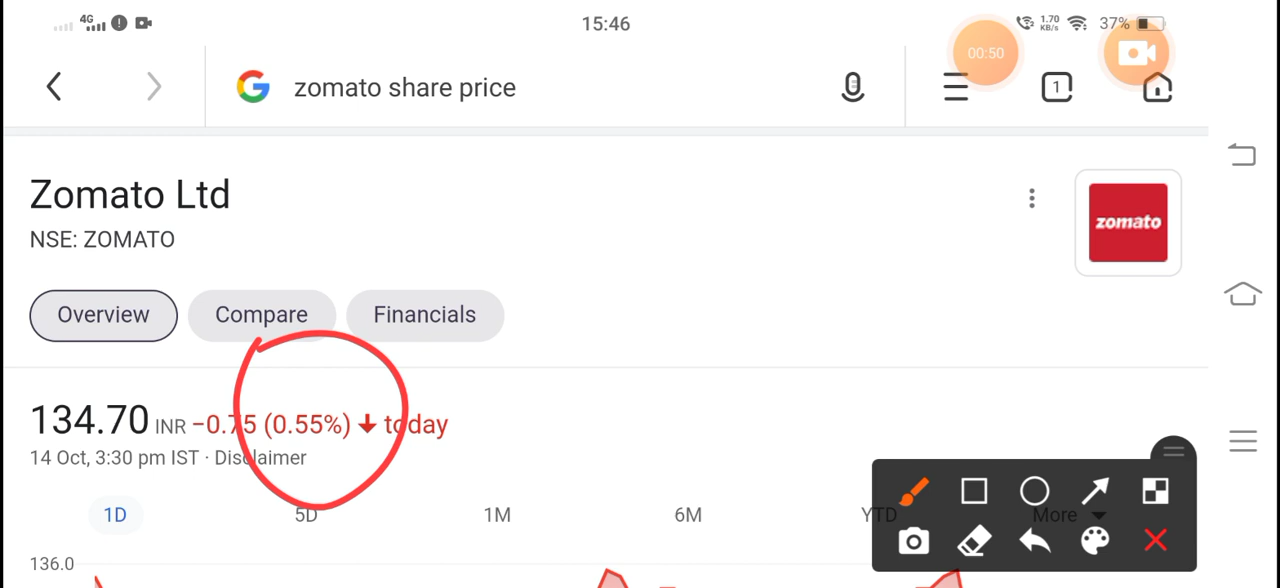 4G 15:46 1.70 KB/s 37%
00:50
zomato share price 1
Zomato Ltd
NSE: ZOMATO
zomato
Overview Compare Financials
134.70 INR −0.75 (0.55%) today
14 Oct, 3:30 pm IST · Disclaimer
1D 5D 1M 6M YTD More
136.0